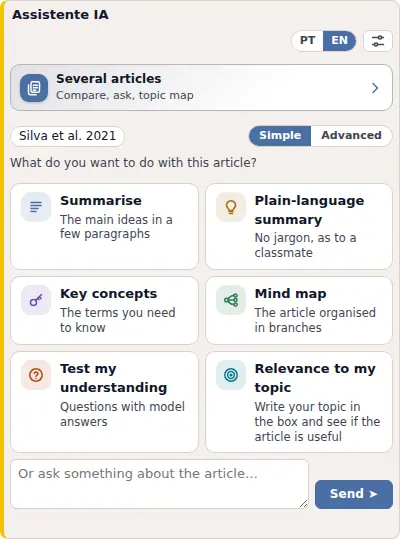 Assistente IA
PT EN
Several articles
Compare, ask, topic map
Silva et al. 2021
Simple Advanced
What do you want to do with this article?
Summarise
The main ideas in a
few paragraphs
Plain-language
summary
No jargon, as to a
classmate
Key concepts
The terms you need
to know
Mind map
The article organised
in branches
Test my
understanding
Questions with model
answers
Relevance to my
topic
Write your topic in
the box and see if the
article is useful
Or ask something about the article...
Send ➤